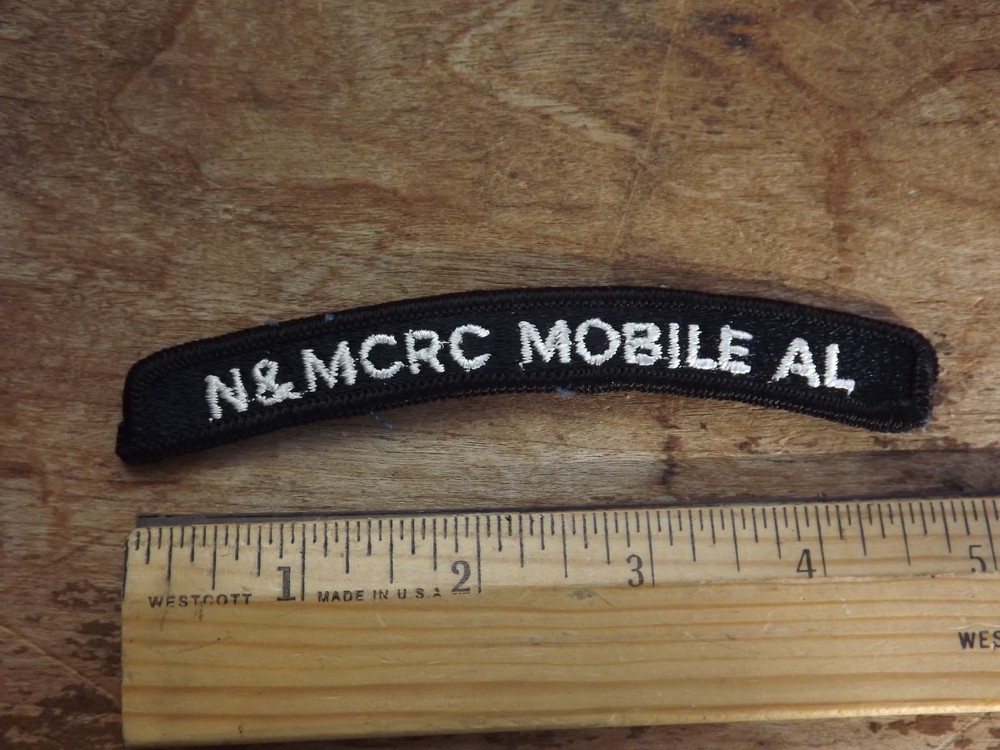 N&MCRC MOBILE AL
1 2 3 4 5
WESTCOTT MADE IN U S A
WES